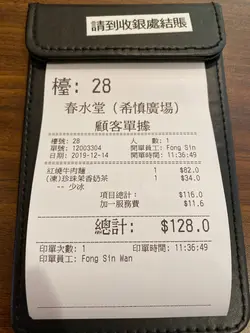 請到收銀處結賬
檯: 28
春水堂 (希慎廣場)
顧客單據
檯號: 28 人 數: 1
單號: 12003304 開單員工: Fong Sin
日期: 2019-12-14 開單時間: 11:36:49
紅燒牛肉麵 1 $82.0
(凍)珍珠茉香奶茶 1 $34.0
-- 少冰
項目總計: $116.0
加一服務費 $11.6
總計: $128.0
印單次數: 1 印單時間: 11:36:49
印單員工: Fong Sin Wan